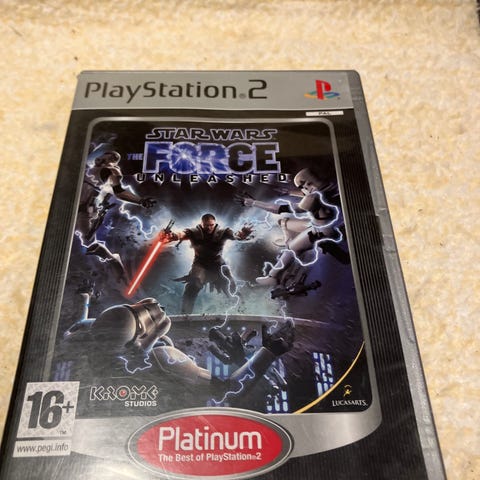 PlayStation®2
PAL
STAR WARS
THE FORCE
UNLEASHED
16+
www.pegi.info
KROME
STUDIOS
LUCASARTS
Platinum
The Best of PlayStation®2